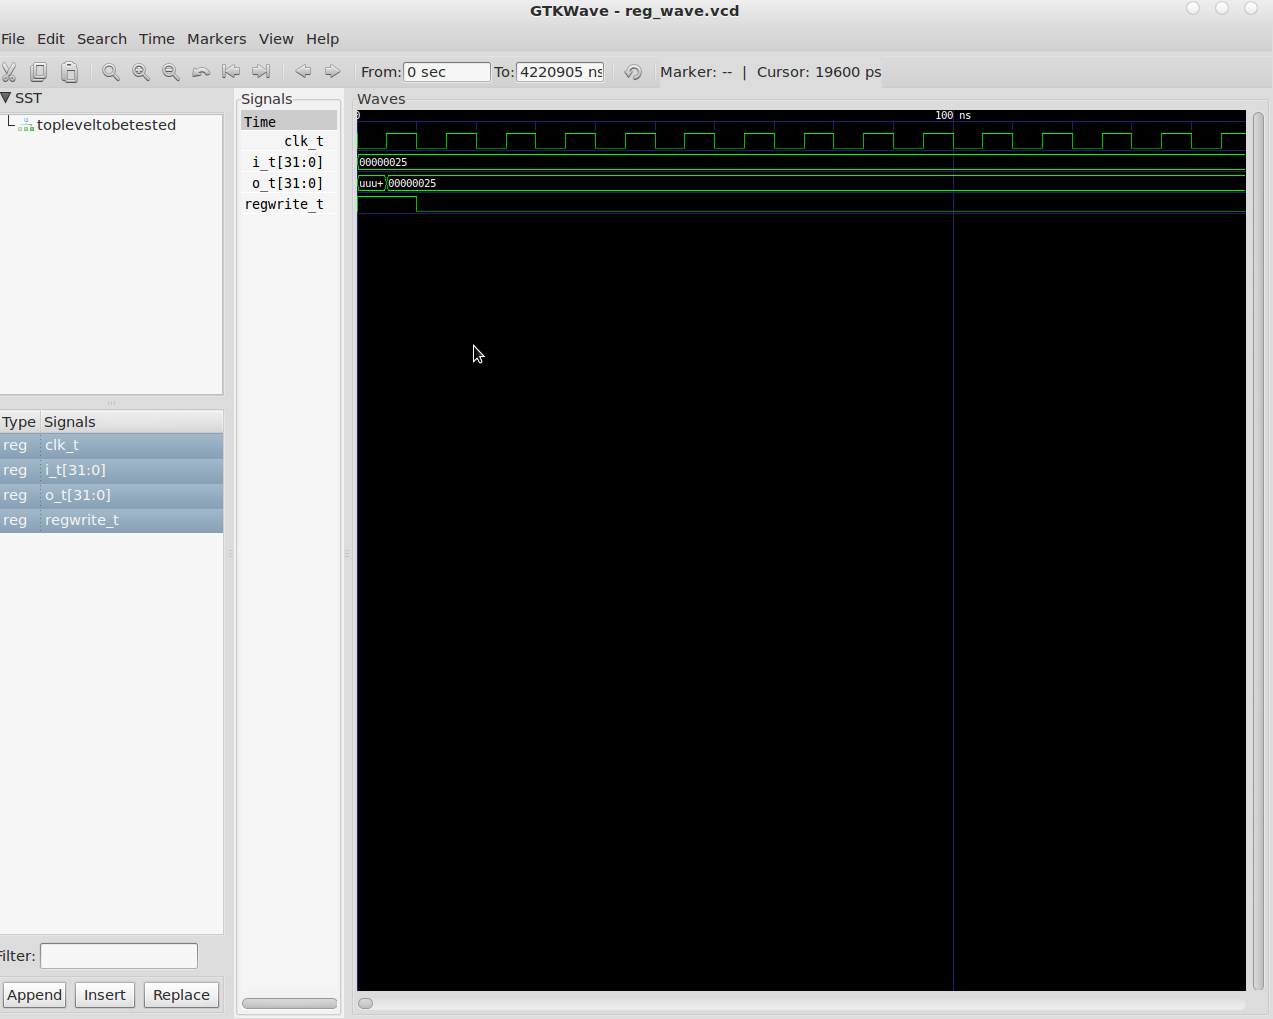 GTKWave - reg_wave.vcd
File Edit Search Time Markers View Help
From: 0 sec To: 4220905 ns Marker: -- | Cursor: 19600 ps
SST
topleveltobetested
Type Signals
reg clk_t
reg i_t[31:0]
reg o_t[31:0]
reg regwrite_t
Filter:
Append Insert Replace
Signals
Time
clk_t
i_t[31:0]
o_t[31:0]
regwrite_t
Waves
0 100 ns
00000025
uuu+ 00000025